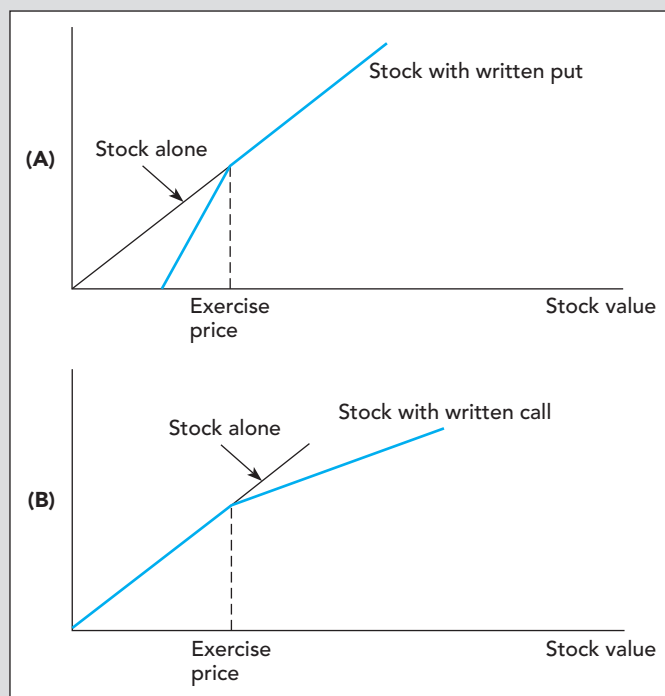 Stock with written put
Stock alone
(A)
Exercise
price
Stock value
Stock with written call
Stock alone
(B)
Exercise
price
Stock value